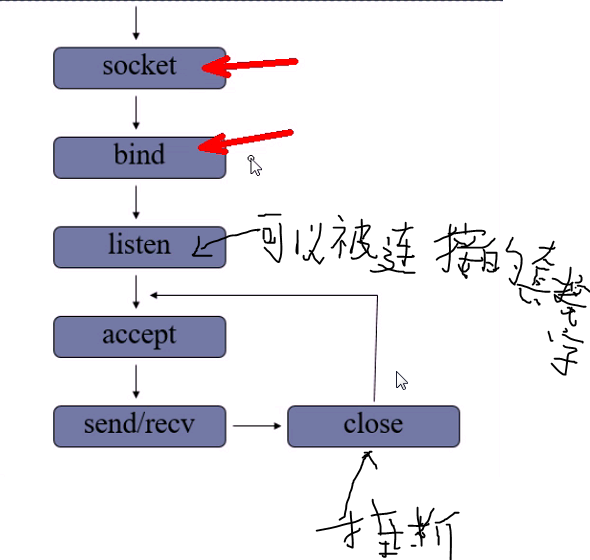 socket
bind
listen
可以被连接的套接字
accept
send/recv
close
挂断